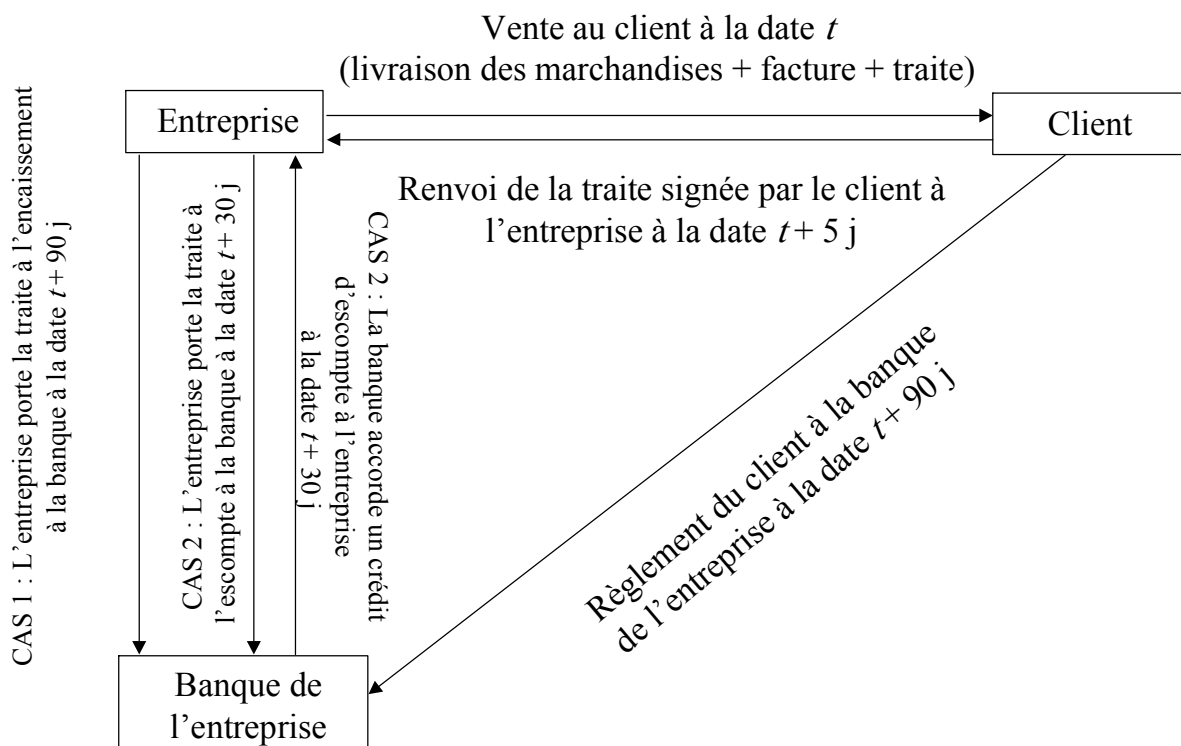 Vente au client à la date t
(livraison des marchandises + facture + traite)
Entreprise
Client
Renvoi de la traite signée par le client à
l’entreprise à la date t + 5 j
CAS 1 : L’entreprise porte la traite à l’encaissement
à la banque à la date t + 90 j
CAS 2 : L’entreprise porte la traite à
l’escompte à la banque à la date t + 30 j
CAS 2 : La banque accorde un crédit
d’escompte à l’entreprise
à la date t + 30 j
Règlement du client à la banque
de l’entreprise à la date t + 90 j
Banque de
l’entreprise